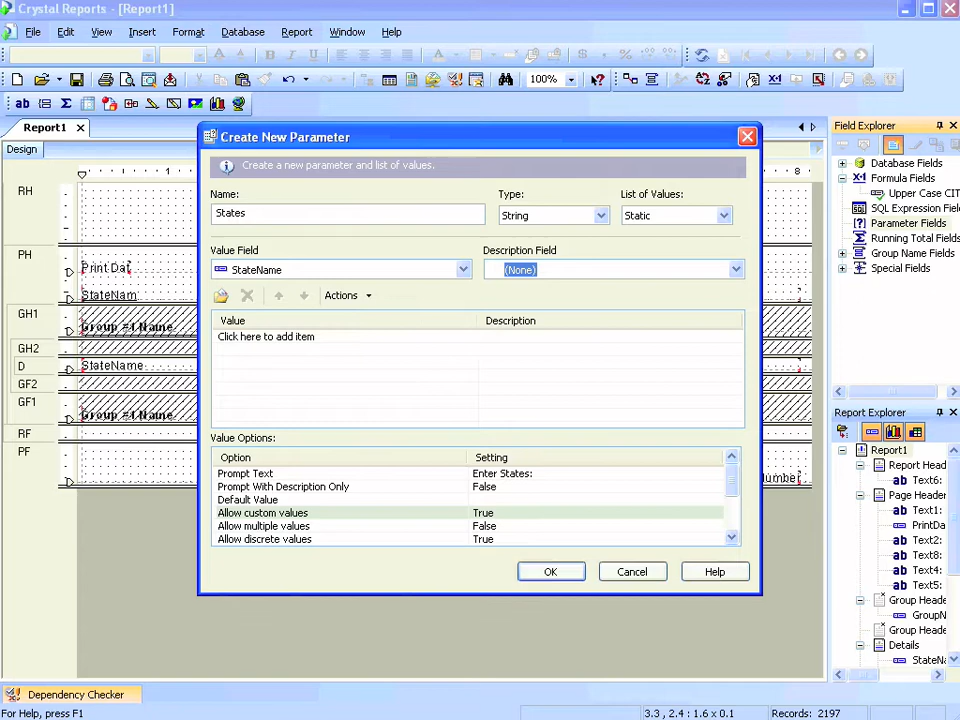 Crystal Reports - [Report1]
File Edit View Insert Format Database Report Window Help
100%
Report1
Design
1
8
RH
PH
Print Dat
StateNam
GH1
Group #1 Name
GH2
D
StateName
GF2
GF1
Group #1 Name
RF
PF
Number
Create New Parameter
Create a new parameter and list of values.
Name: Type: List of Values:
States String Static
Value Field Description Field
StateName (None)
Actions
Value Description
Click here to add item
Value Options:
Option Setting
Prompt Text Enter States:
Prompt With Description Only False
Default Value
Allow custom values True
Allow multiple values False
Allow discrete values True
OK Cancel Help
Field Explorer
Database Fields
Formula Fields
Upper Case CIT
SQL Expression Field
Parameter Fields
Running Total Fields
Group Name Fields
Special Fields
Report Explorer
Report1
Report Head
Text6:
Page Header
Text1:
PrintDa
Text2:
Text8:
Text4:
Text5:
Group Heade
GroupN
Group Heade
Details
StateNa
Dependency Checker
For Help, press F1
3.3 , 2.4 : 1.6 x 0.1
Records: 2197